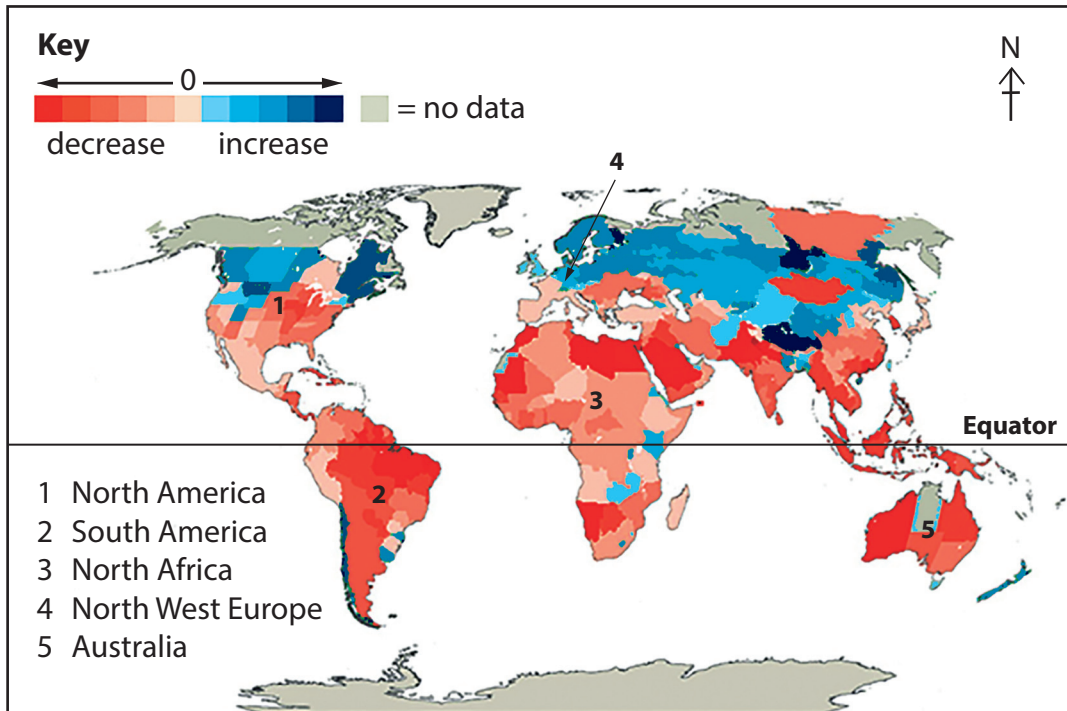 Key
0
decrease increase
= no data
N
4
1
3
Equator
2
5
1 North America
2 South America
3 North Africa
4 North West Europe
5 Australia